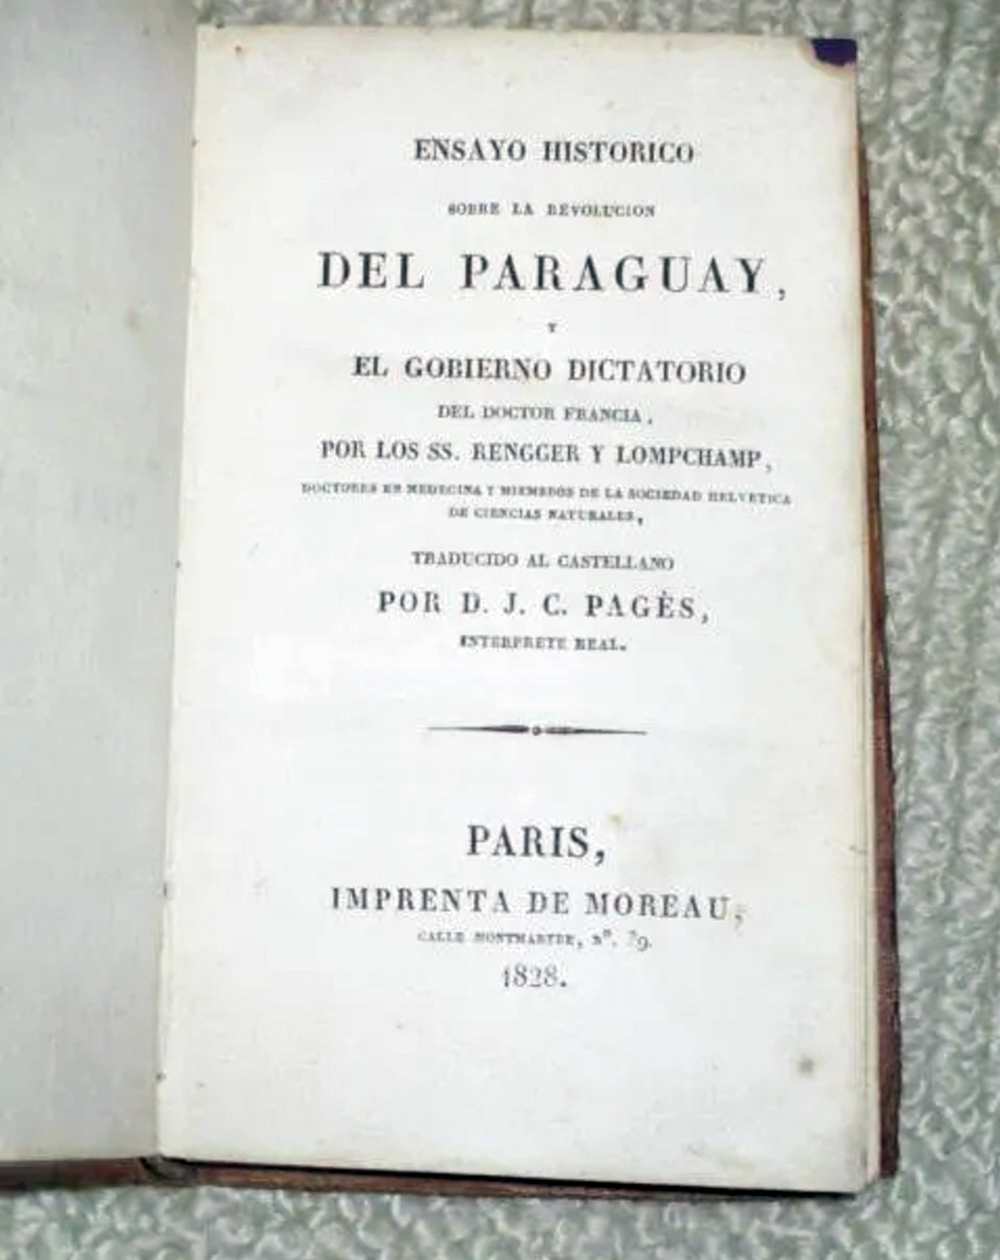 ENSAYO HISTORICO
SOBRE LA REVOLUCION
DEL PARAGUAY,
Y
EL GOBIERNO DICTATORIO
DEL DOCTOR FRANCIA,
POR LOS SS. RENGGER Y LOMPCHAMP,
DOCTORES EN MEDECINA Y MIEMBROS DE LA SOCIEDAD HELVETICA
DE CIENCIAS NATURALES,
TRADUCIDO AL CASTELLANO
POR D. J. C. PAGÈS,
INTERPRETE REAL.
PARIS,
IMPRENTA DE MOREAU,
CALLE MONTMARTRE, Nº.
1828.